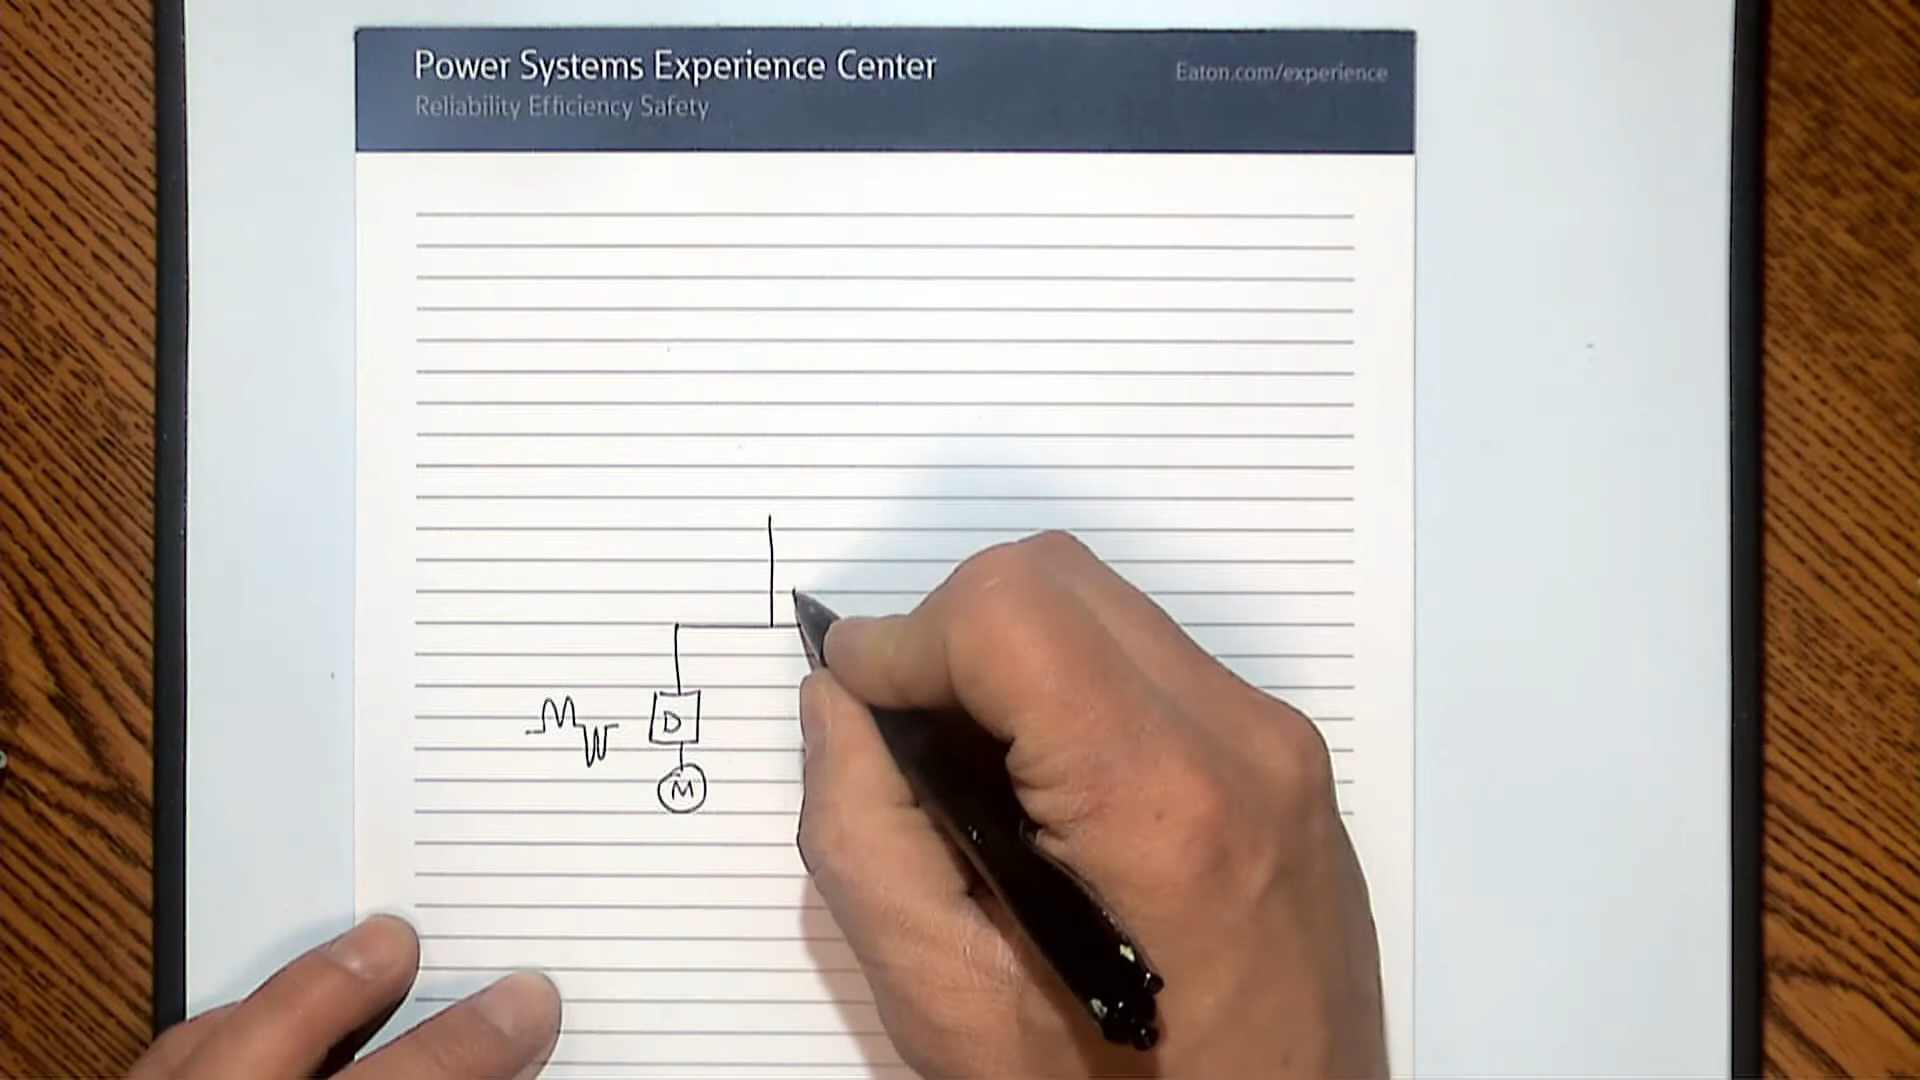 Power Systems Experience Center
Eaton.com/experience
Reliability Efficiency Safety
D
M